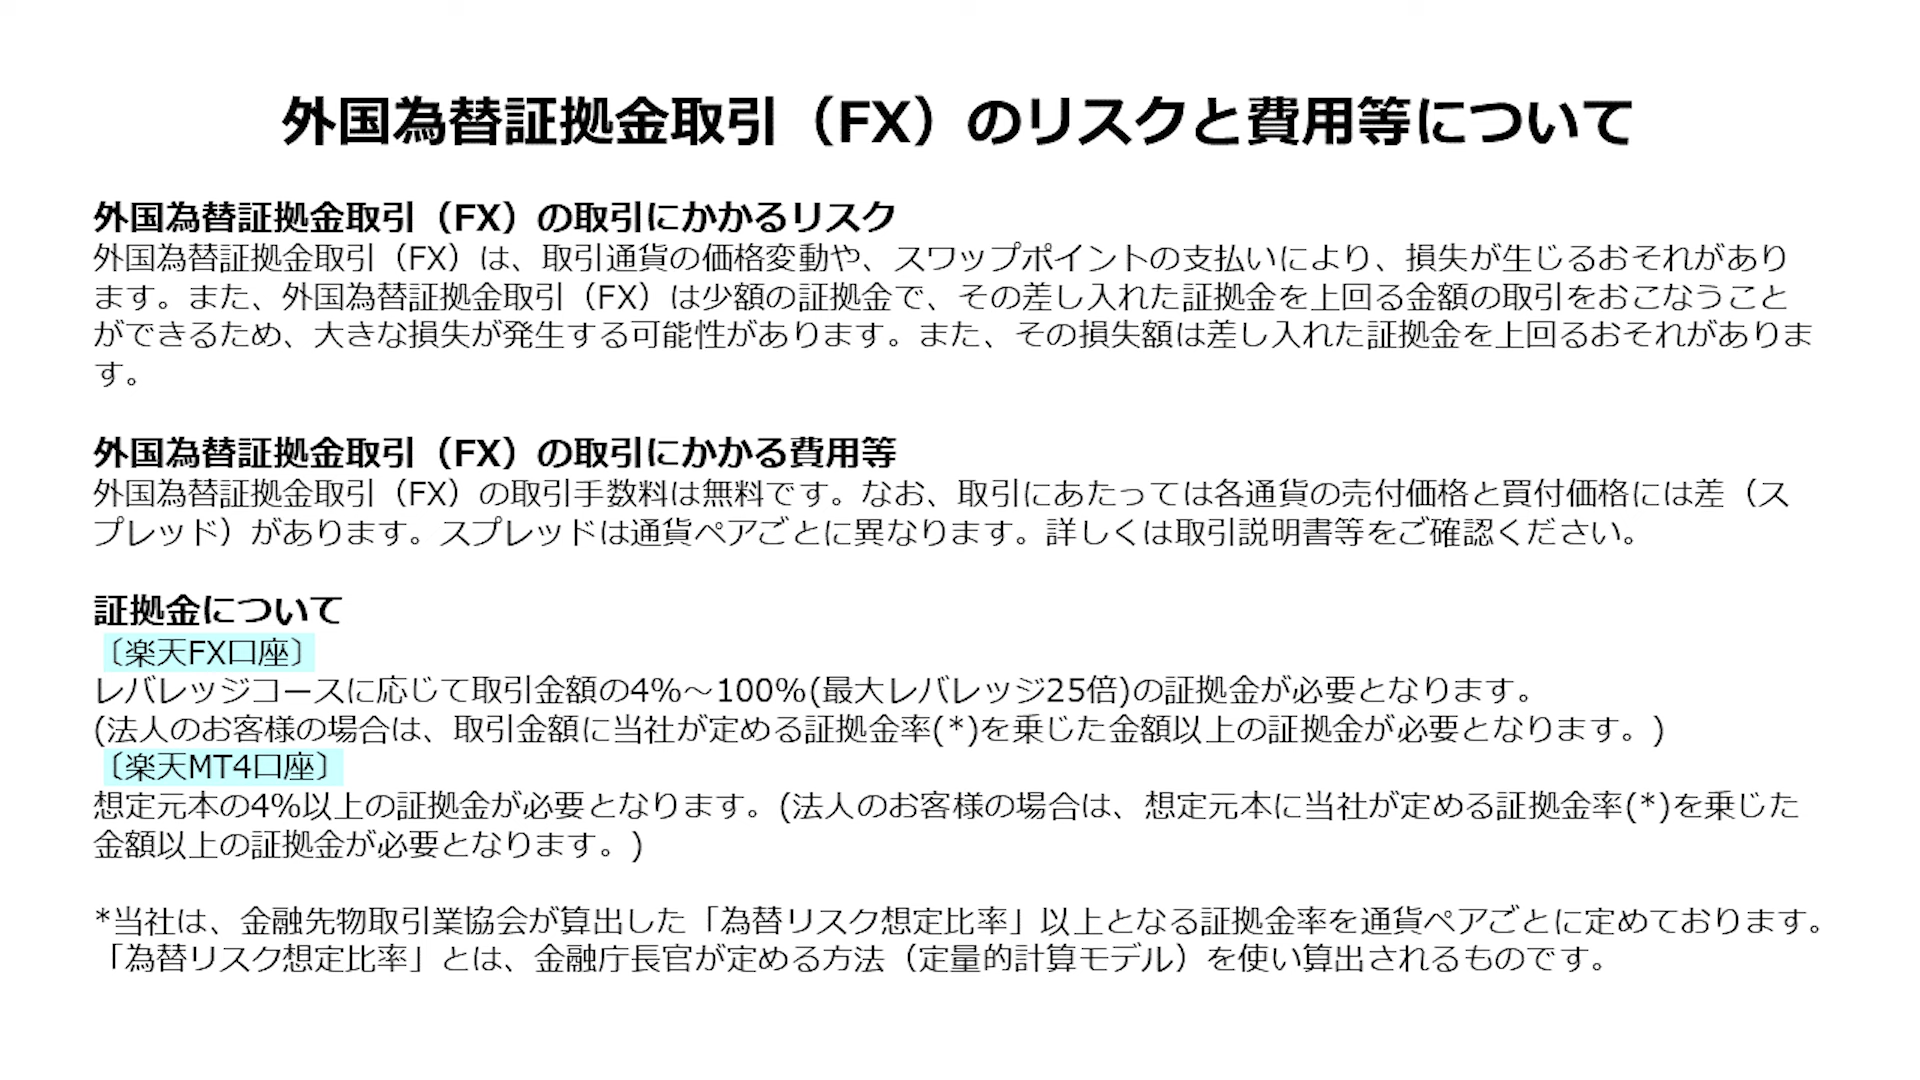 外国為替証拠金取引（FX）のリスクと費用等について
外国為替証拠金取引（FX）の取引にかかるリスク
外国為替証拠金取引（FX）は、取引通貨の価格変動や、スワップポイントの支払いにより、損失が生じるおそれがあり
ます。また、外国為替証拠金取引（FX）は少額の証拠金で、その差し入れた証拠金を上回る金額の取引をおこなうこと
ができるため、大きな損失が発生する可能性があります。また、その損失額は差し入れた証拠金を上回るおそれがありま
す。
外国為替証拠金取引（FX）の取引にかかる費用等
外国為替証拠金取引（FX）の取引手数料は無料です。なお、取引にあたっては各通貨の売付価格と買付価格には差（ス
プレッド）があります。スプレッドは通貨ペアごとに異なります。詳しくは取引説明書等をご確認ください。
証拠金について
〔楽天FX口座〕
レバレッジコースに応じて取引金額の4%～100%(最大レバレッジ25倍)の証拠金が必要となります。
(法人のお客様の場合は、取引金額に当社が定める証拠金率(*)を乗じた金額以上の証拠金が必要となります。)
〔楽天MT4口座〕
想定元本の4%以上の証拠金が必要となります。(法人のお客様の場合は、想定元本に当社が定める証拠金率(*)を乗じた
金額以上の証拠金が必要となります。)
*当社は、金融先物取引業協会が算出した「為替リスク想定比率」以上となる証拠金率を通貨ペアごとに定めております。
「為替リスク想定比率」とは、金融庁長官が定める方法（定量的計算モデル）を使い算出されるものです。